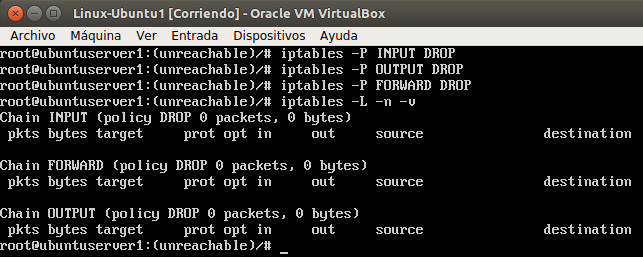 Linux-Ubuntu1 [Corriendo] - Oracle VM VirtualBox
Archivo Máquina Ver Entrada Dispositivos Ayuda
root@ubuntuserver1:(unreachable)/# iptables -P INPUT DROP
root@ubuntuserver1:(unreachable)/# iptables -P OUTPUT DROP
root@ubuntuserver1:(unreachable)/# iptables -P FORWARD DROP
root@ubuntuserver1:(unreachable)/# iptables -L -n -v
Chain INPUT (policy DROP 0 packets, 0 bytes)
pkts bytes target prot opt in out source destination
Chain FORWARD (policy DROP 0 packets, 0 bytes)
pkts bytes target prot opt in out source destination
Chain OUTPUT (policy DROP 0 packets, 0 bytes)
pkts bytes target prot opt in out source destination
root@ubuntuserver1:(unreachable)/# _